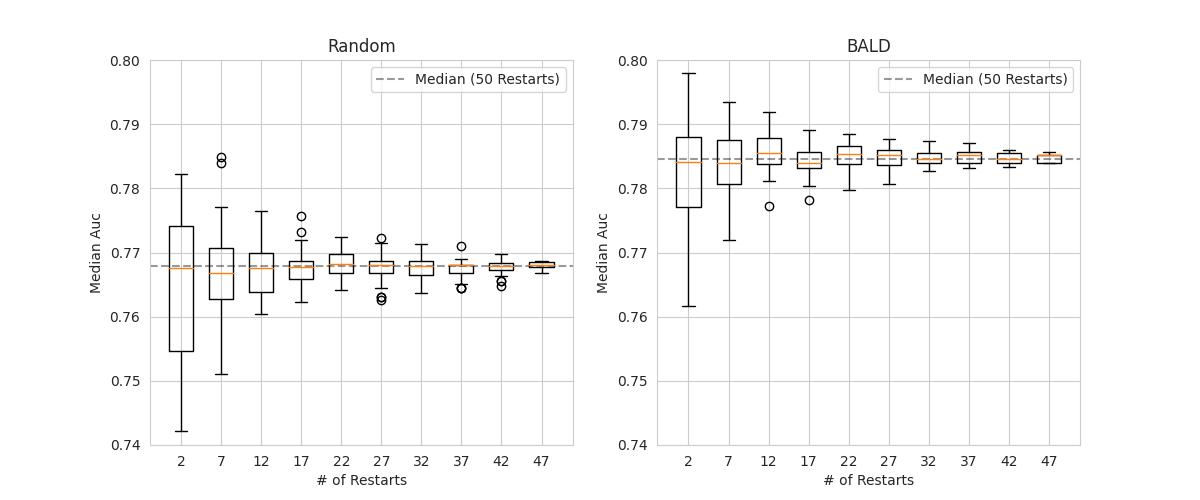 Random
0.80
0.79
0.78
0.77
0.76
0.75
0.74
Median Auc
2 7 12 17 22 27 32 37 42 47
# of Restarts
Median (50 Restarts)
BALD
0.80
0.79
0.78
0.77
0.76
0.75
0.74
Median Auc
2 7 12 17 22 27 32 37 42 47
# of Restarts
Median (50 Restarts)